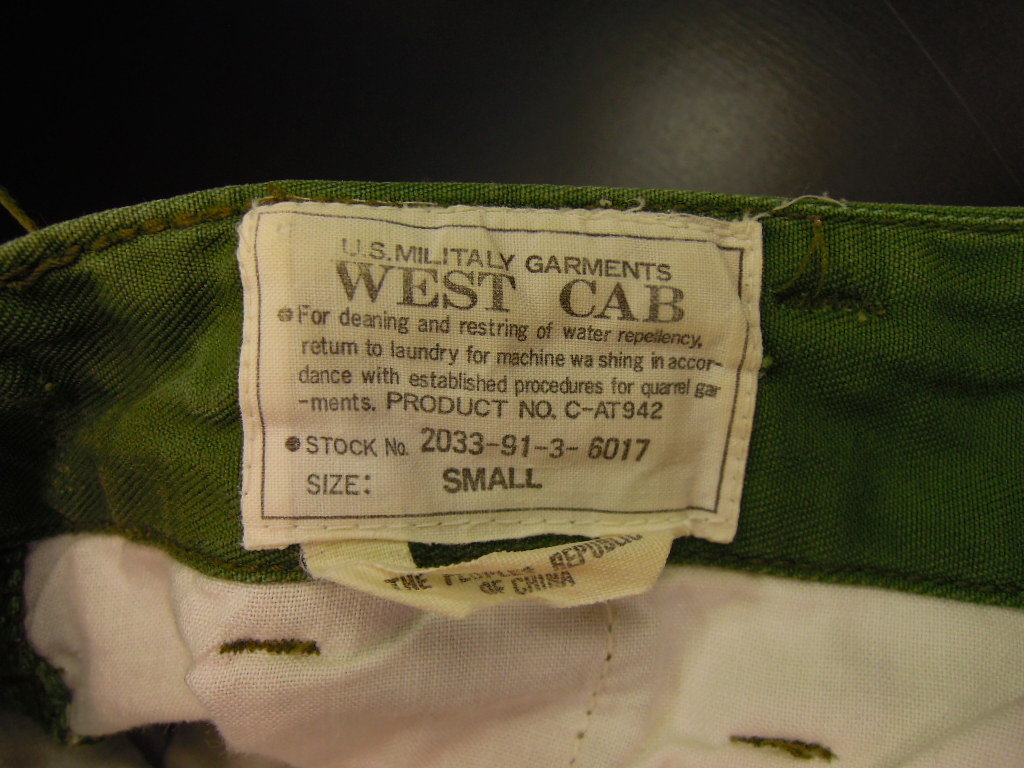 U.S.MILITALY GARMENTS
WEST CAB
●For deaning and restring of water repellency,
return to laundry for machine wa shing in accor-
dance with established procedures for quarrel gar
-ments. PRODUCT NO. C-AT942
●STOCK No. 2033-91-3-6017
SIZE: SMALL
THE PEOPLES REPUBLIC
OF CHINA